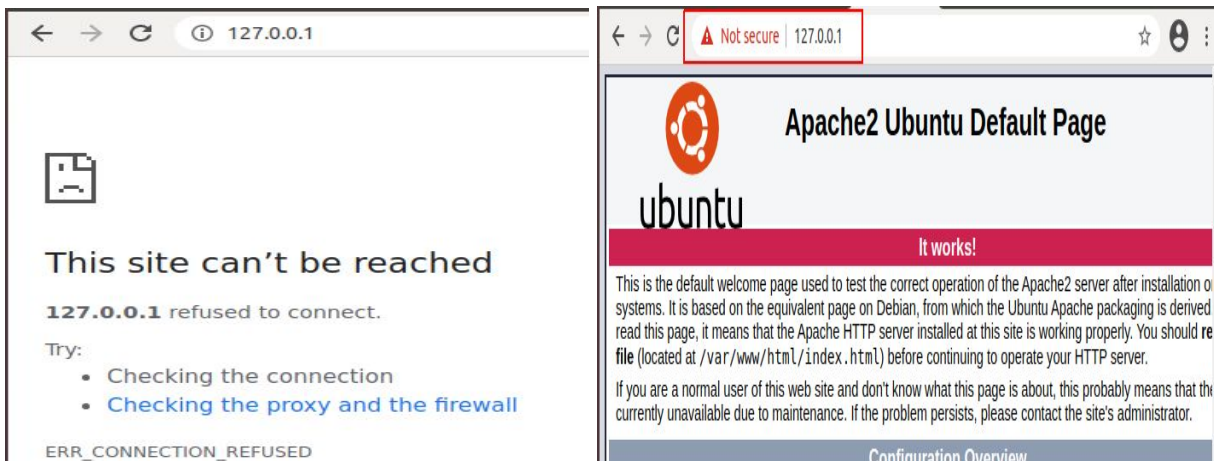 127.0.0.1
This site can't be reached
127.0.0.1 refused to connect.
Try:
• Checking the connection
• Checking the proxy and the firewall
ERR_CONNECTION_REFUSED
Not secure | 127.0.0.1
Apache2 Ubuntu Default Page
ubuntu
It works!
This is the default welcome page used to test the correct operation of the Apache2 server after installation
systems. It is based on the equivalent page on Debian, from which the Ubuntu Apache packaging is derived
read this page, it means that the Apache HTTP server installed at this site is working properly. You should
file (located at /var/www/html/index.html) before continuing to operate your HTTP server.
If you are a normal user of this web site and don't know what this page is about, this probably means that
currently unavailable due to maintenance. If the problem persists, please contact the site's administrator.
Configuration Overview